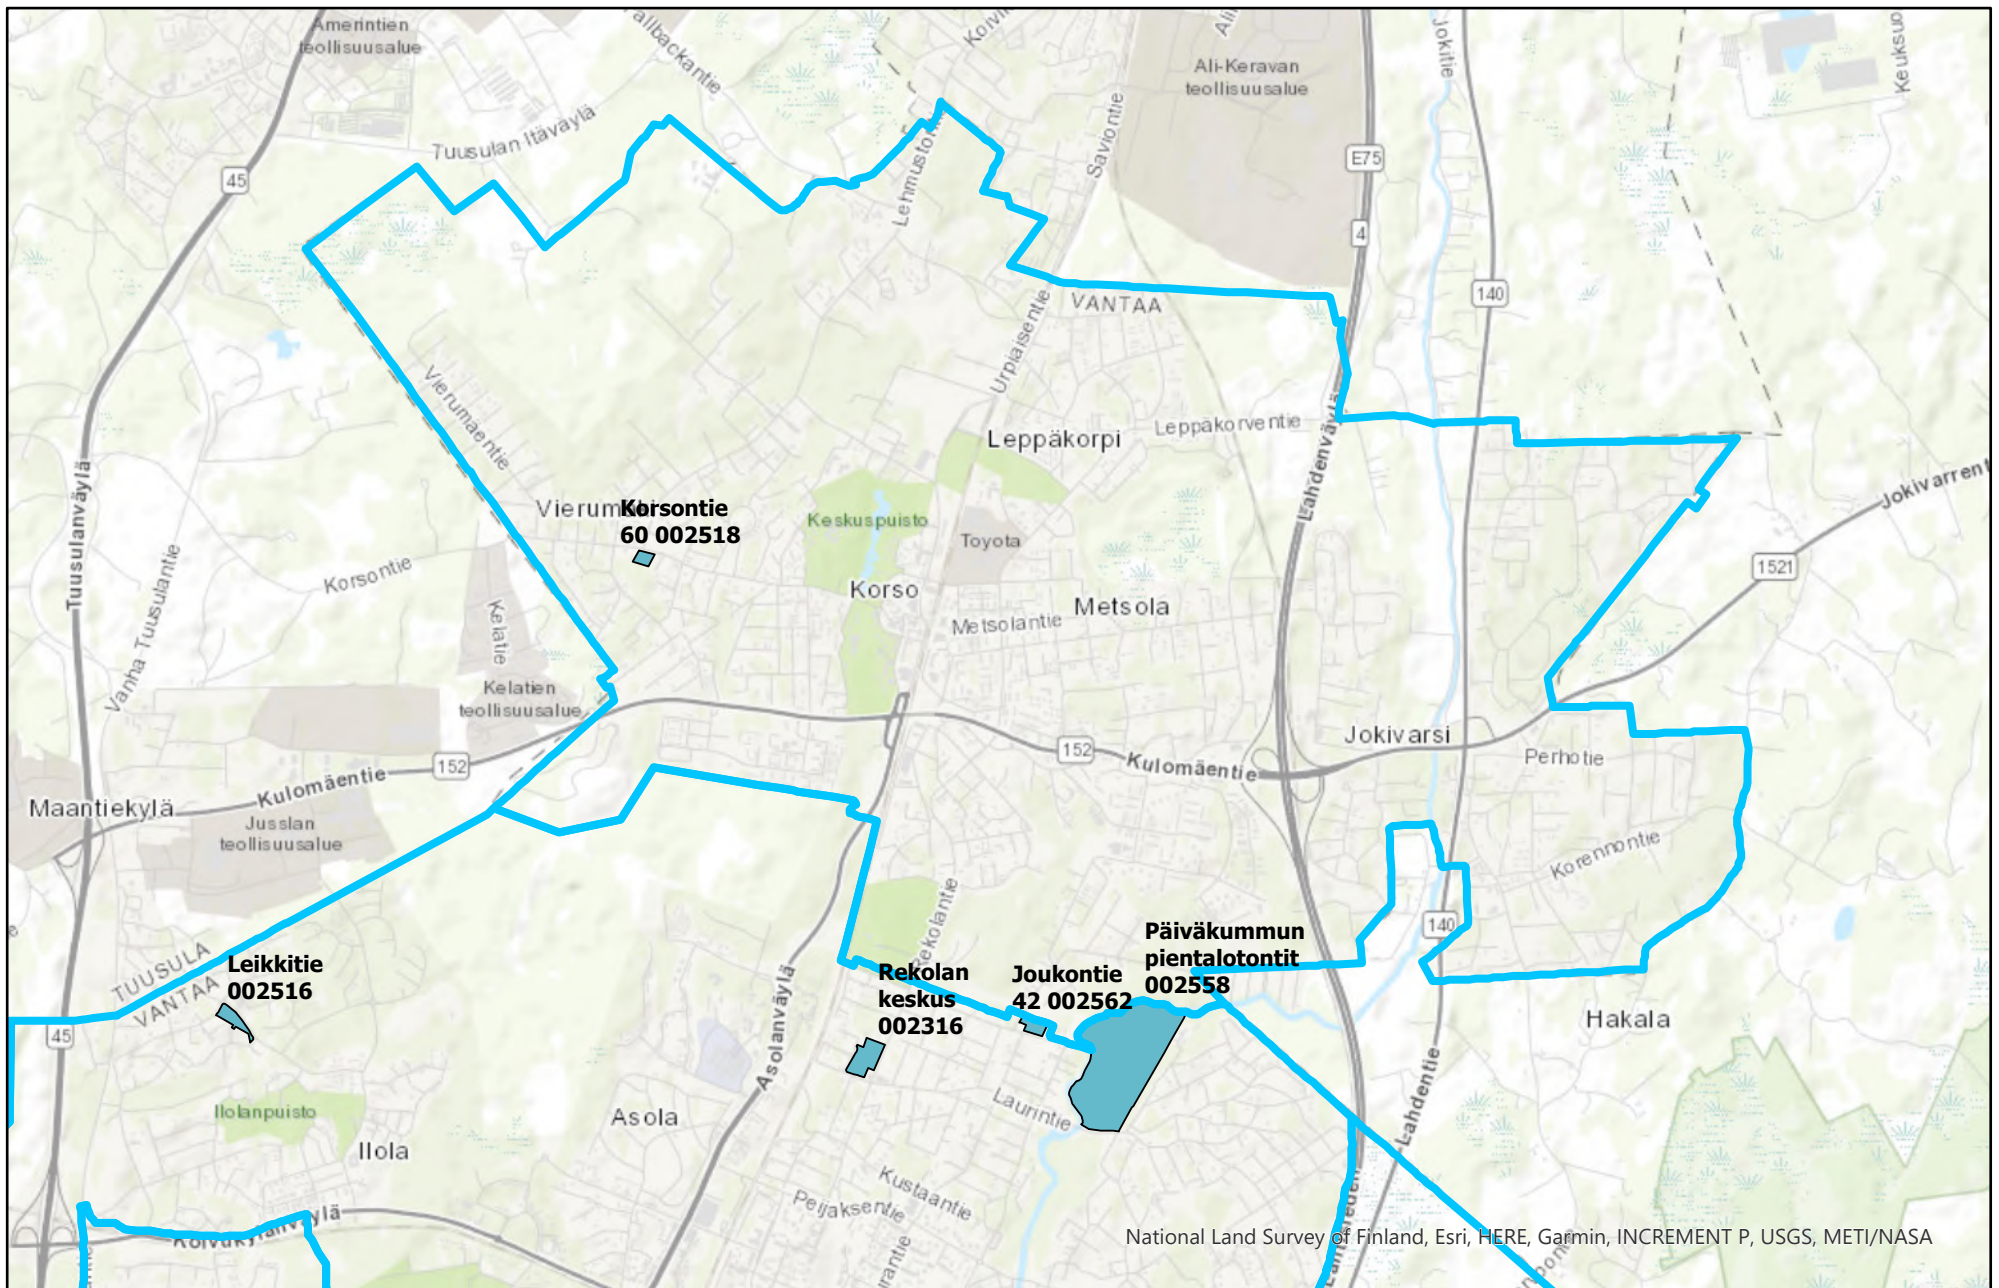 Amerintien
teollisuusalue
Tuusulan Itäväylä
Ali-Keravan
teollisuusalue
Jokitie
Saviontie
E75
45
4
140
VANTAA
Urpiaisentie
Vierumäentie
Leppäkorpi
Leppäkorventie
Lahdenväylä
Jokivarrent
Tuusulanväylä
Korsontie
60 002518
Keskuspuisto
Toyota
1521
Vanha Tuusulantie
Korsontie
Kelatie
Korso
Metsola
Metsolantie
Kelatien
teollisuusalue
152
Kulomäentie
152
Kulomäentie
Jokivarsi
Perhotie
Maantiekylä
Jusslan
teollisuusalue
Korennontie
Rekolantie
140
TUUSULA
VANTAA
Leikkitie
002516
Asolanväylä
Rekolan
keskus
002316
Joukontie
42 002562
Päiväkummun
pientalotontit
002558
Hakala
45
Lahdentie
Ilolanpuisto
Ilola
Asola
Laurintie
Kustaantie
Peijaksentie
Koivukylänväylä
National Land Survey of Finland, Esri, HERE, Garmin, INCREMENT P, USGS, METI/NASA